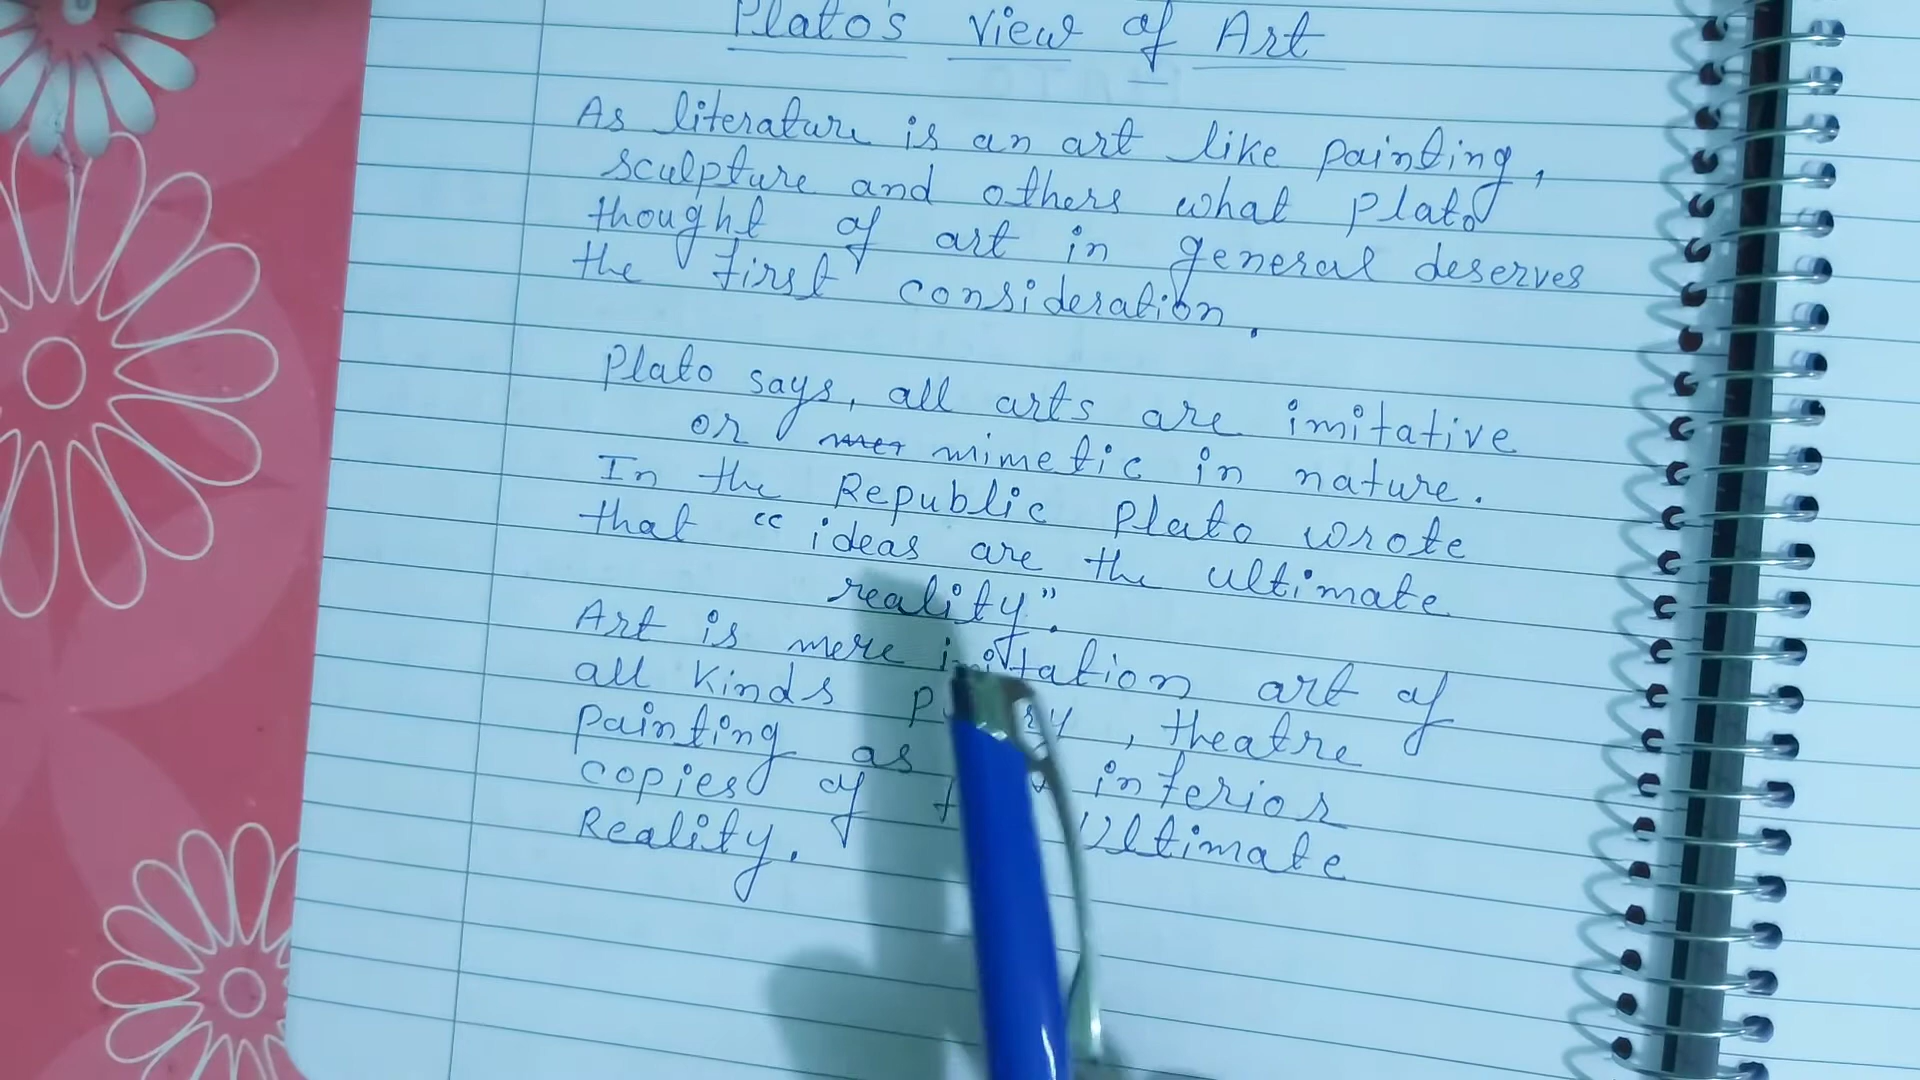 Plato's view of Art
As literature is an art like painting,
sculpture and others what Plato
thought of art in general deserves
the first consideration.
Plato says, all arts are imitative
or mimetic in nature.
In the Republic Plato wrote
that "ideas are the ultimate
reality".
Art is mere imitation art of
all kinds , theatre
painting as inferior
copies of Ultimate
Reality.